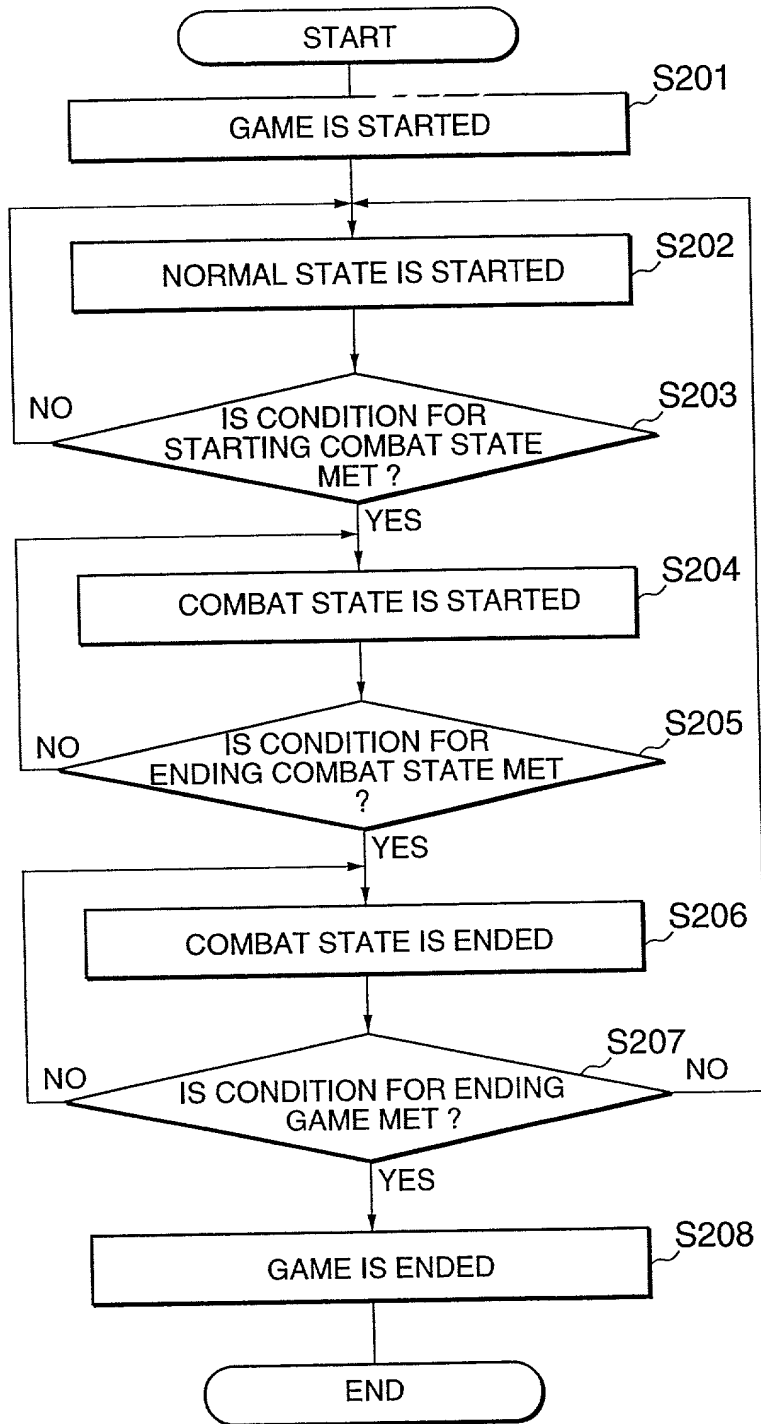 START
S201
GAME IS STARTED
S202
NORMAL STATE IS STARTED
S203
NO
IS CONDITION FOR
STARTING COMBAT STATE
MET ?
YES
S204
COMBAT STATE IS STARTED
S205
NO
IS CONDITION FOR
ENDING COMBAT STATE MET
?
YES
S206
COMBAT STATE IS ENDED
S207
NO
NO
IS CONDITION FOR ENDING
GAME MET ?
YES
S208
GAME IS ENDED
END